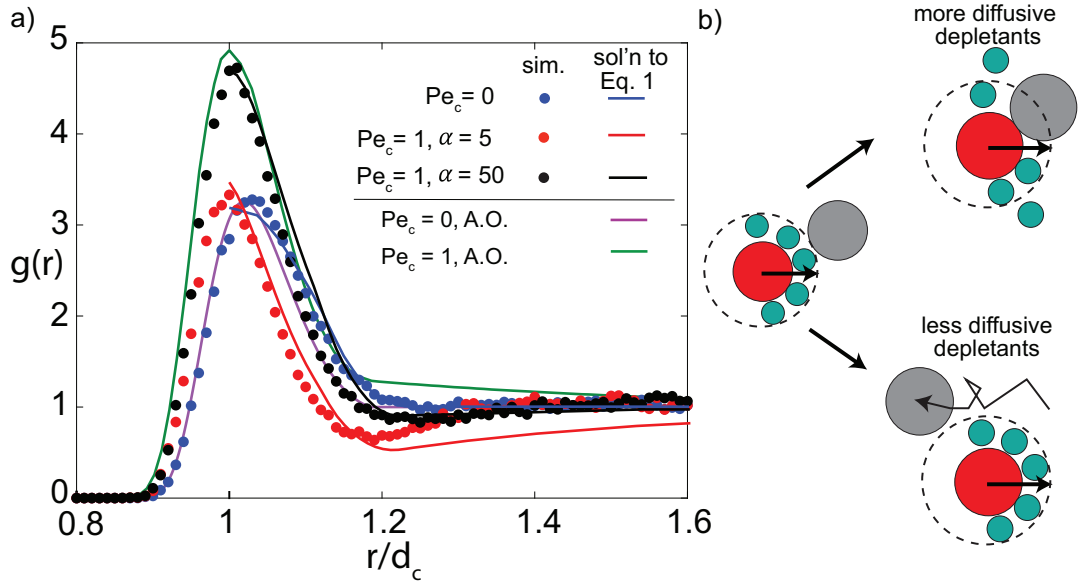 a)
g(r)
5
4
3
2
1
0
0.8
1
1.2
1.4
1.6
r/d_c
sim.
sol'n to
Eq. 1
Pe_c = 0
Pe_c = 1, α = 5
Pe_c = 1, α = 50
Pe_c = 0, A.O.
Pe_c = 1, A.O.
b)
more diffusive
depletants
less diffusive
depletants